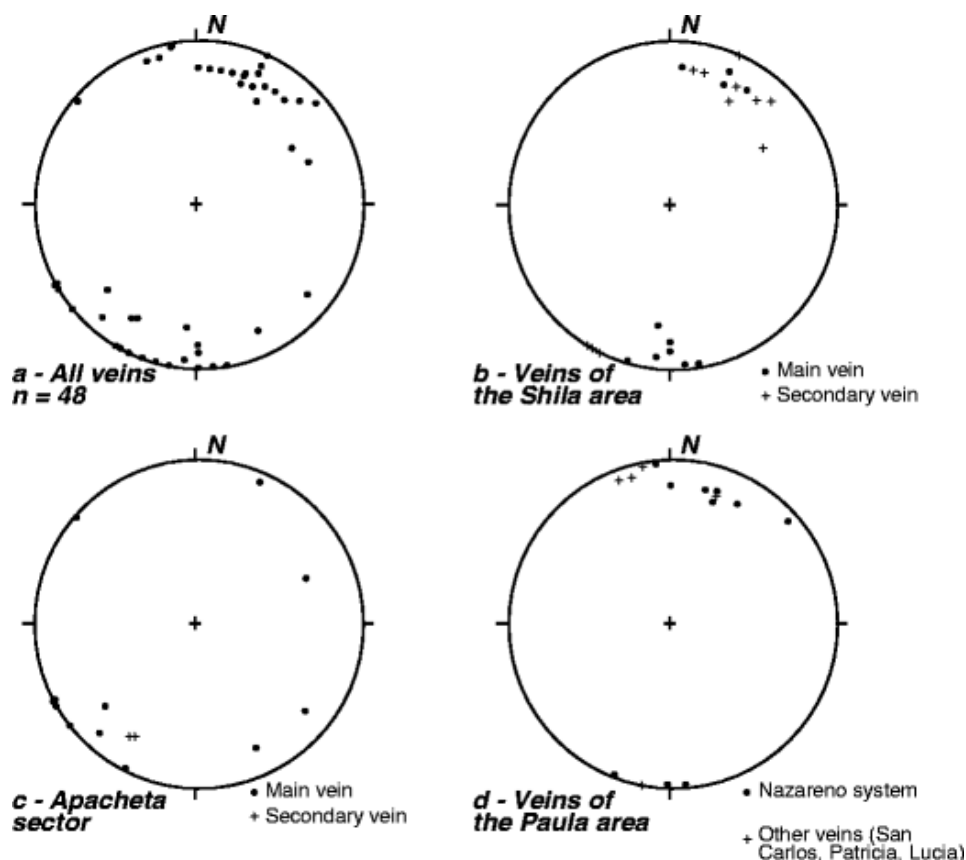 N
N
a - All veins
n = 48
b - Veins of
the Shila area
• Main vein
+ Secondary vein
N
N
c - Apacheta
sector
• Main vein
+ Secondary vein
d - Veins of
the Paula area
• Nazareno system
+ Other veins (San
Carlos, Patricia, Lucia)